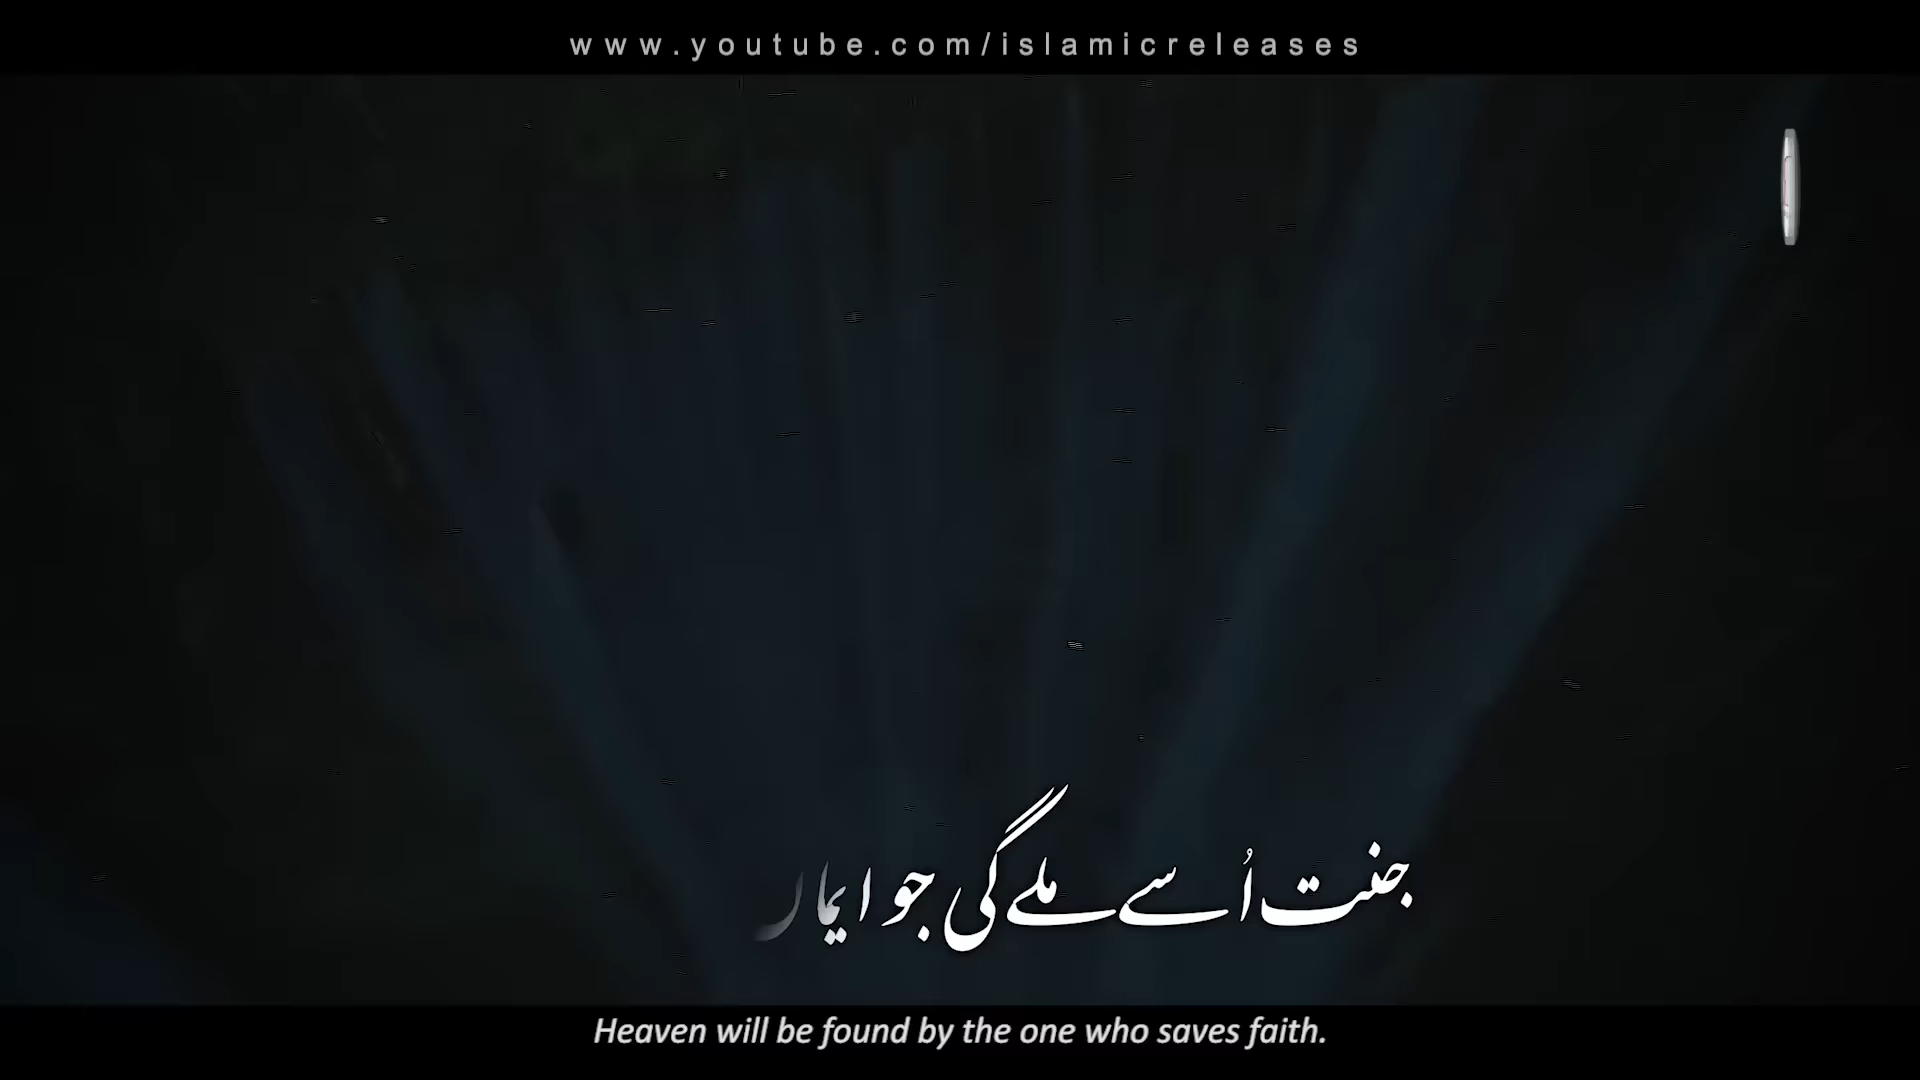 www.youtube.com/islamicreleases
جنت اُسے ملے گی جو
Heaven will be found by the one who saves faith.